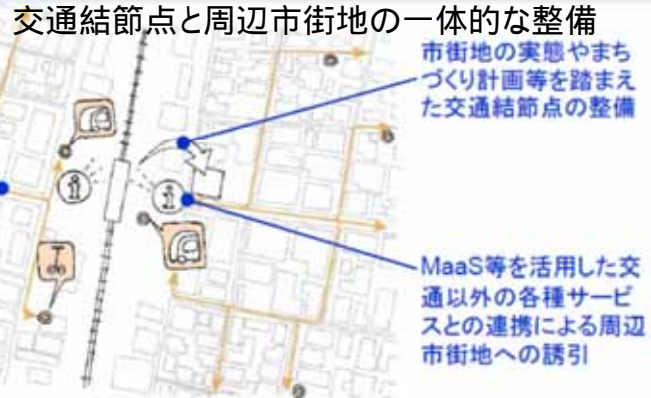 交通結節点と周辺市街地の一体的な整備
市街地の実態やまち
づくり計画等を踏まえ
た交通結節点の整備
MaaS等を活用した交
通以外の各種サービ
スとの連携による周辺
市街地への誘引